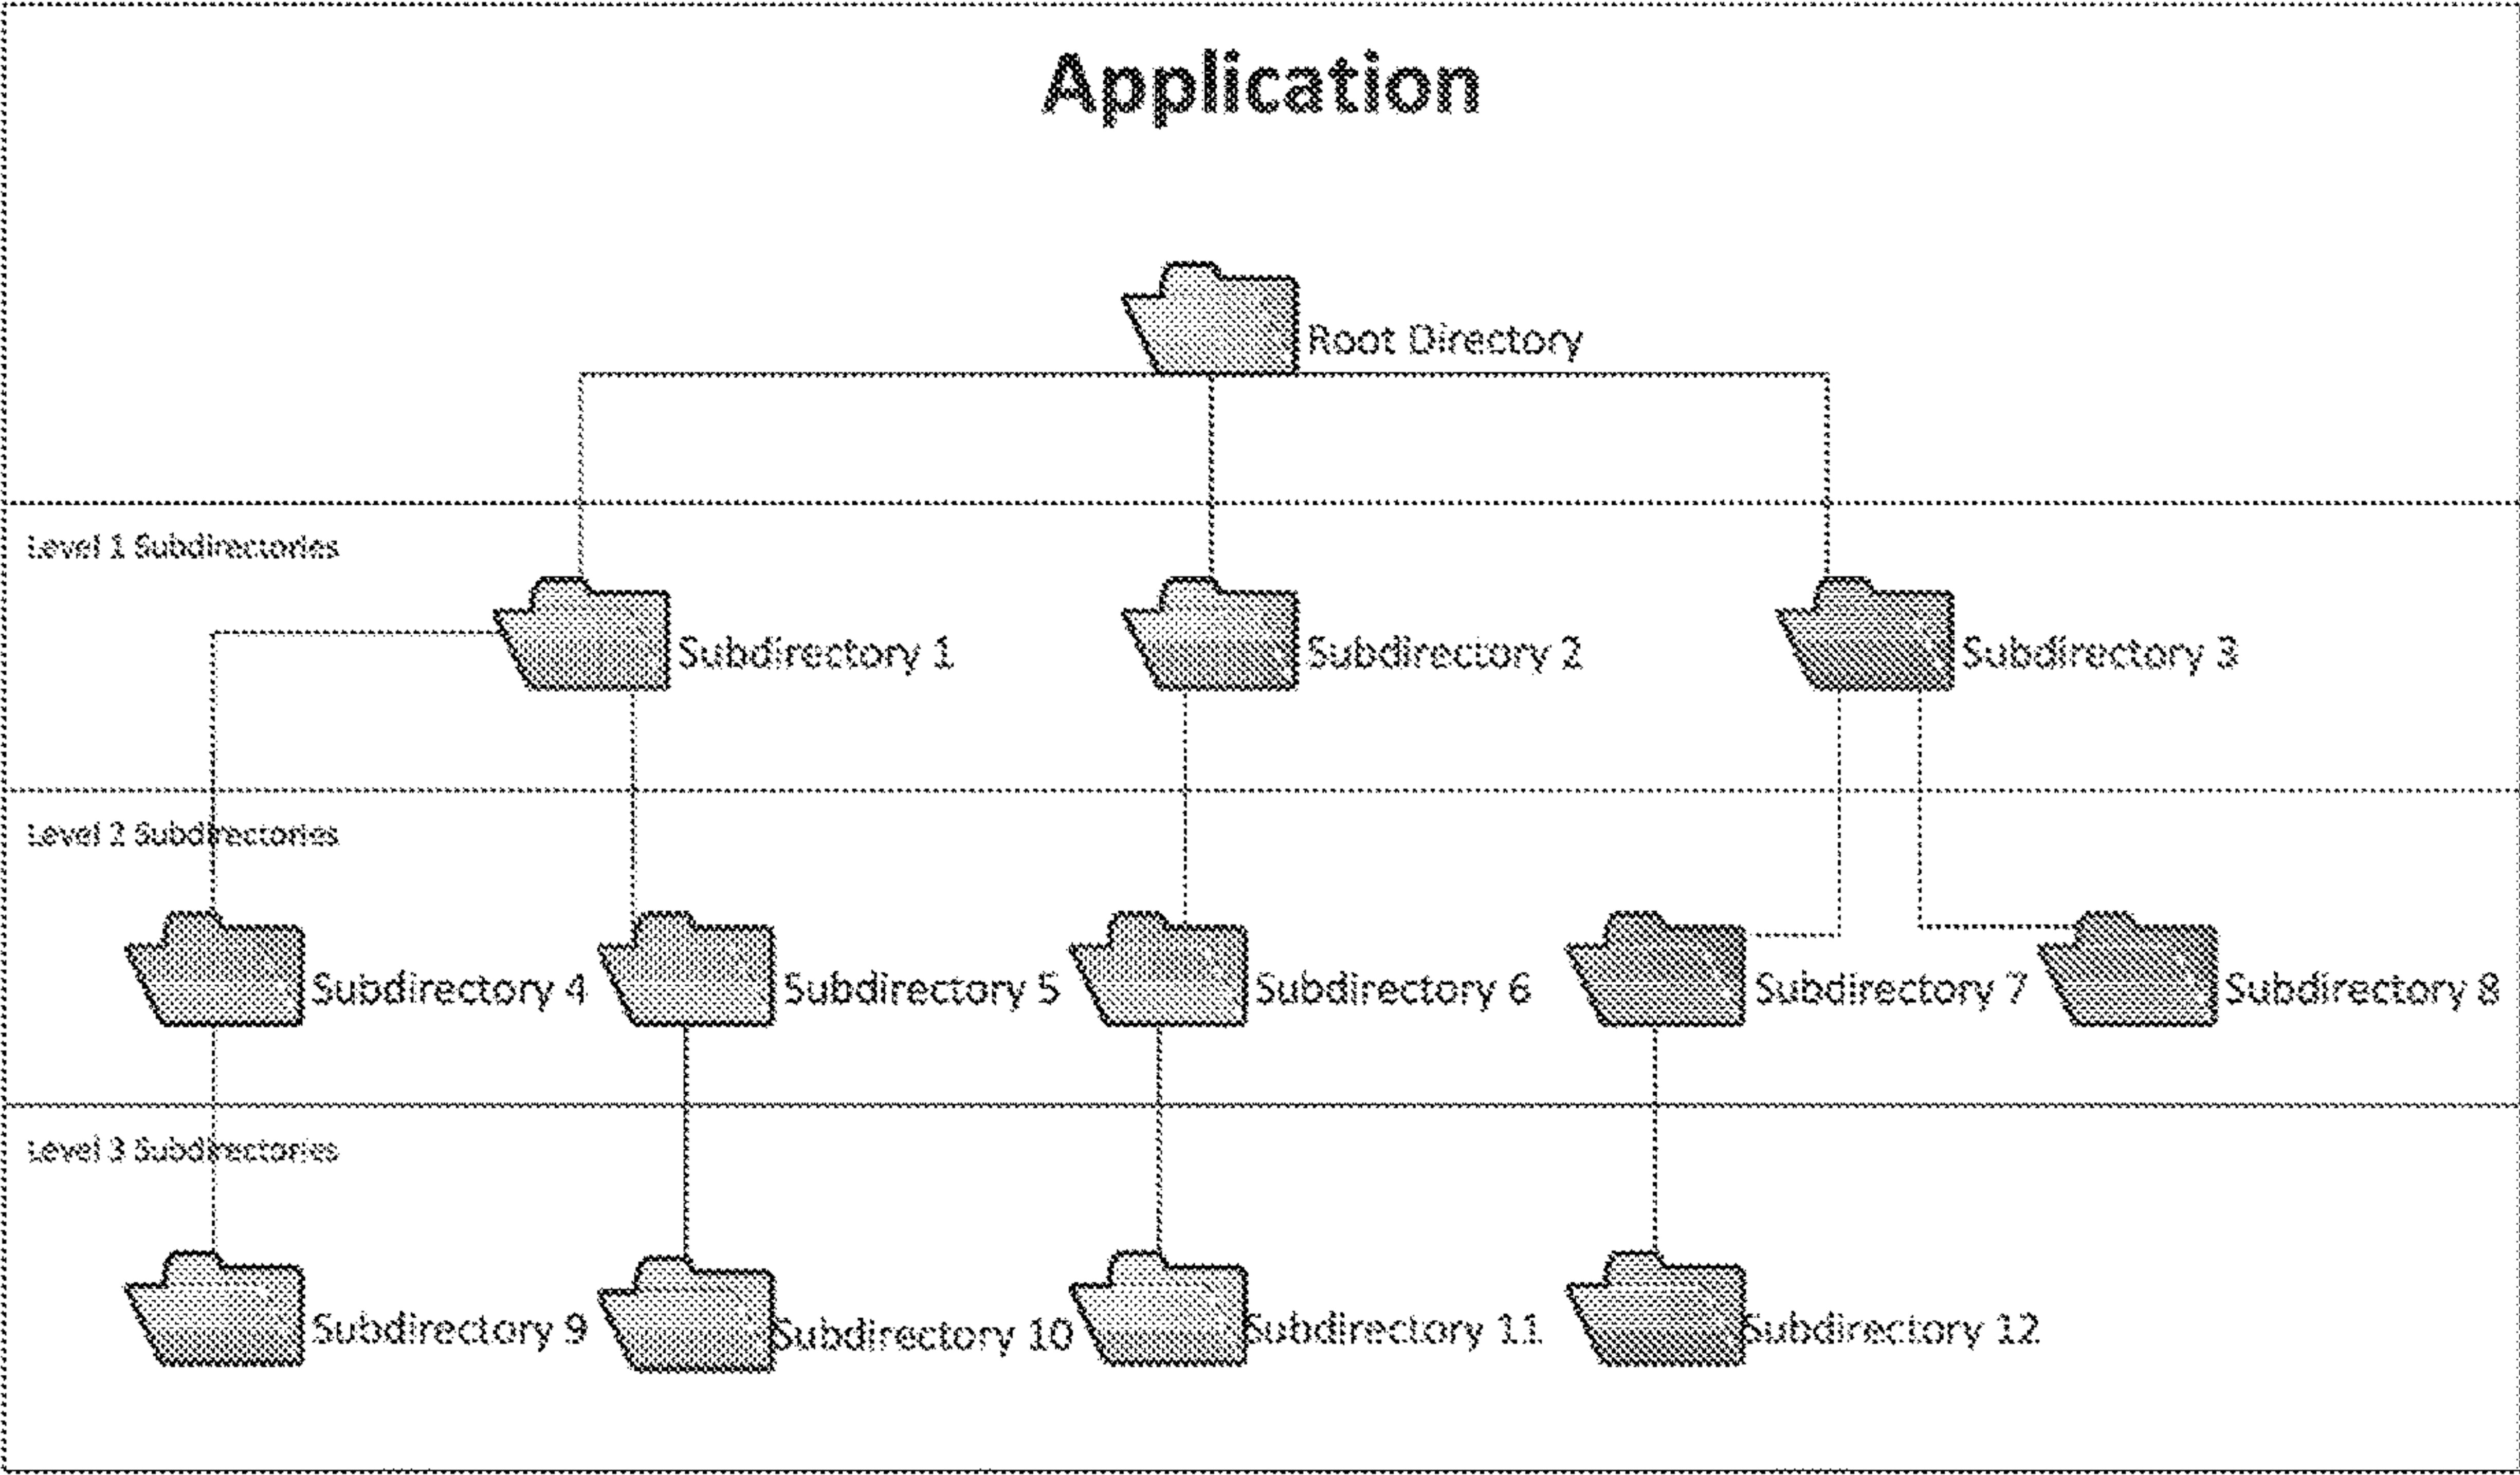 Application
Root Directory
Level 1 Subdirectories
Subdirectory 1
Subdirectory 2
Subdirectory 3
Level 2 Subdirectories
Subdirectory 4
Subdirectory 5
Subdirectory 6
Subdirectory 7
Subdirectory 8
Level 3 Subdirectories
Subdirectory 9
Subdirectory 10
Subdirectory 11
Subdirectory 12